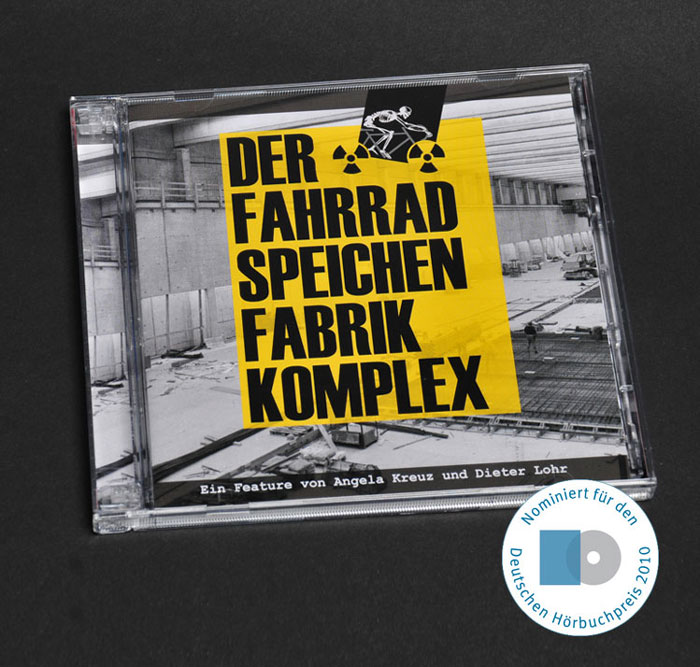 DER
FAHRRAD
SPEICHEN
FABRIK
KOMPLEX
Ein Feature von Angela Kreuz und Dieter Lohr
Nominiert für den
Deutschen Hörbuchpreis 2010